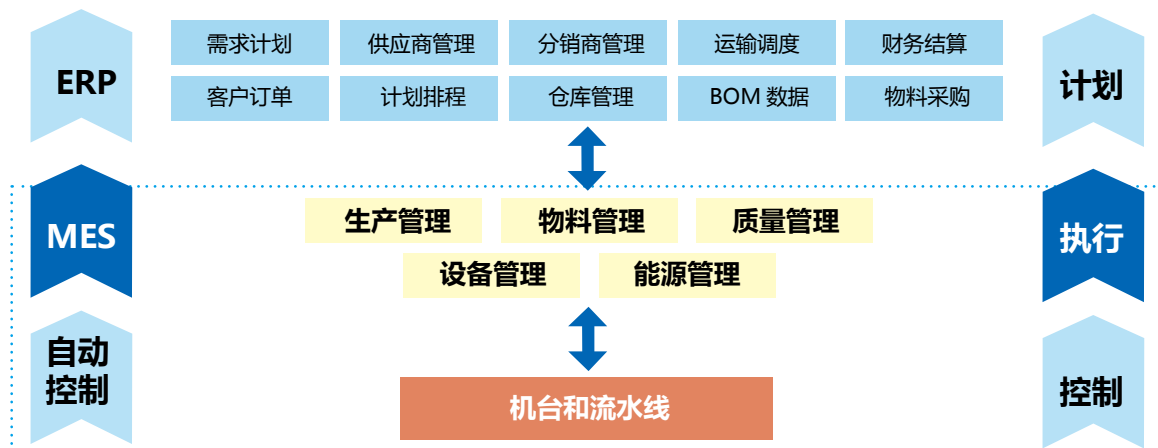 需求计划
供应商管理
分销商管理
运输调度
财务结算
ERP
计划
客户订单
计划排程
仓库管理
BOM 数据
物料采购
生产管理
物料管理
质量管理
MES
执行
设备管理
能源管理
自动
控制
机台和流水线
控制